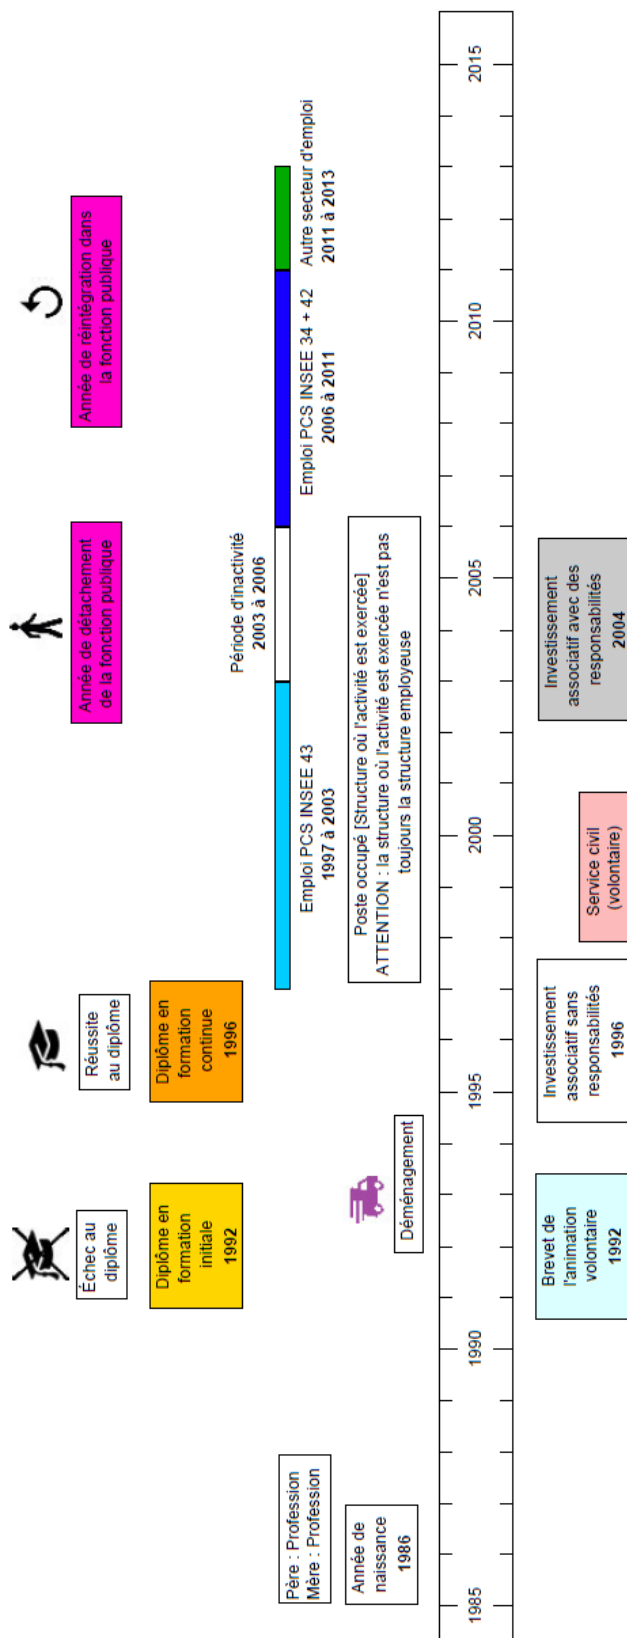 Échec au
diplôme
Réussite
au diplôme
Année de détachement
de la fonction publique
Année de réintégration dans
la fonction publique
Diplôme en
formation
initiale
1992
Diplôme en
formation
continue
1996
Période d'inactivité
2003 à 2006
Père : Profession
Mère : Profession
Emploi PCS INSEE 43
1997 à 2003
Emploi PCS INSEE 34 + 42
2006 à 2011
Autre secteur d'emploi
2011 à 2013
Année de
naissance
1986
Déménagement
Poste occupé [Structure où l'activité est exercée]
ATTENTION : la structure où l'activité est exercée n'est pas
toujours la structure employeuse
1985
1990
1995
2000
2005
2010
2015
Brevet de
l'animation
volontaire
1992
Investissement
associatif sans
responsabilités
1996
Service civil
(volontaire)
Investissement
associatif avec des
responsabilités
2004